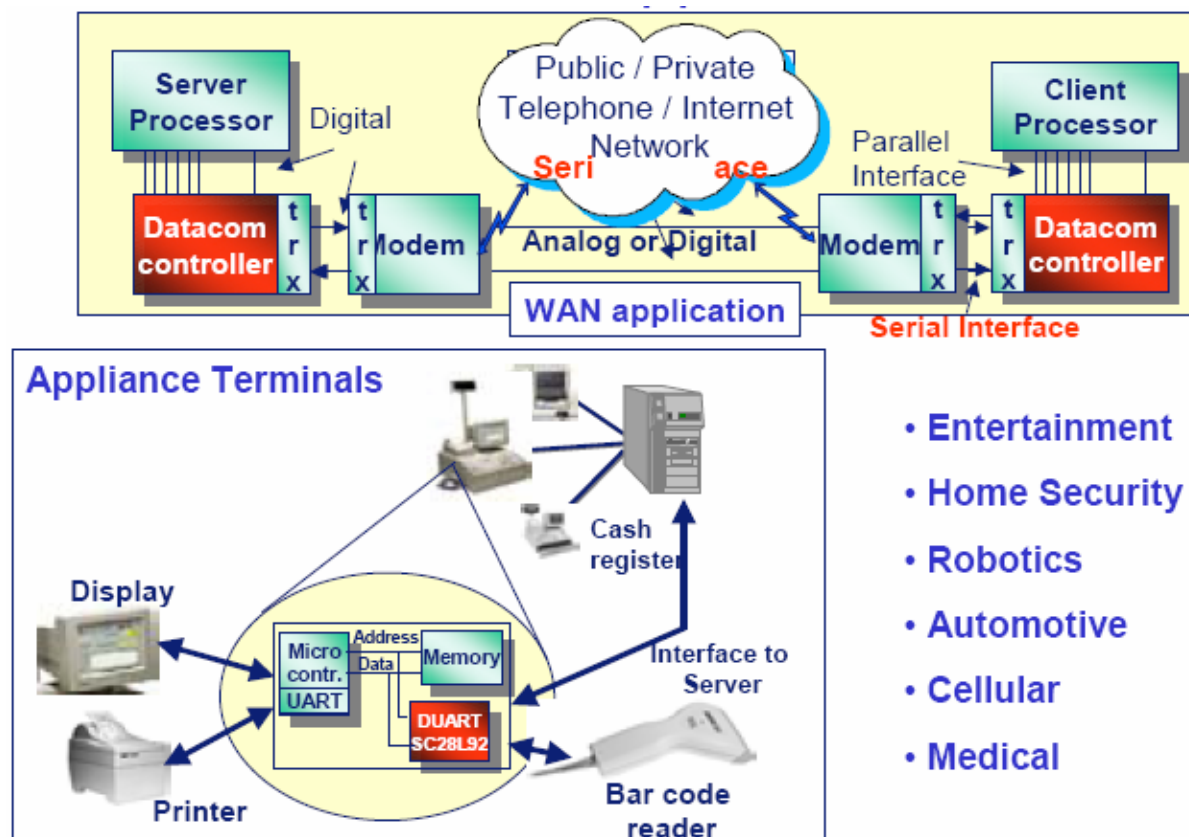 Public / Private
Telephone / Internet
Network
Seri ace
Server
Processor
Digital
Client
Processor
Parallel
Interface
Datacom
controller
t
r
x
t
r
x
Modem
Analog or Digital
Modem
t
r
x
t
r
x
Datacom
controller
WAN application
Serial Interface
Appliance Terminals
Cash
register
Display
Address
Micro
contr.
Data
Memory
UART
DUART
SC28L92
Interface to
Server
Printer
Bar code
reader
• Entertainment
• Home Security
• Robotics
• Automotive
• Cellular
• Medical